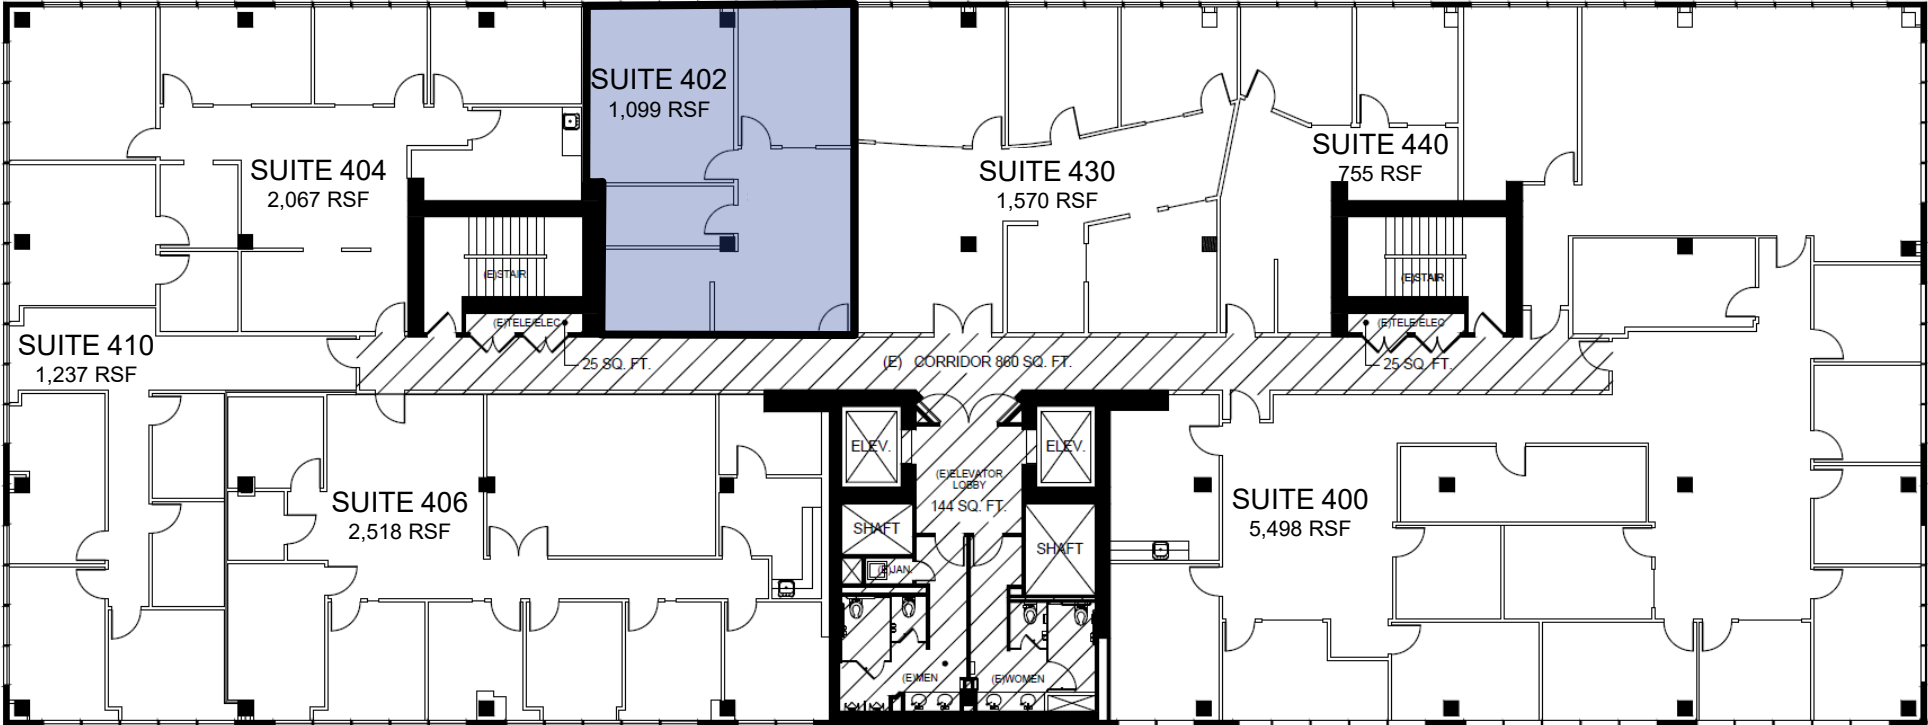 SUITE 402
1,099 RSF
SUITE 404
2,067 RSF
SUITE 430
1,570 RSF
SUITE 440
755 RSF
(E)STAIR
(E)STAIR
(E)TELE/ELEC
(E)TELE/ELEC
SUITE 410
1,237 RSF
25 SQ. FT.
(E) CORRIDOR 860 SQ. FT.
25 SQ. FT.
ELEV.
ELEV.
(E)ELEVATOR
LOBBY
144 SQ. FT.
SUITE 406
2,518 RSF
SUITE 400
5,498 RSF
SHAFT
SHAFT
(E)JAN.
(E)MEN
(E)WOMEN